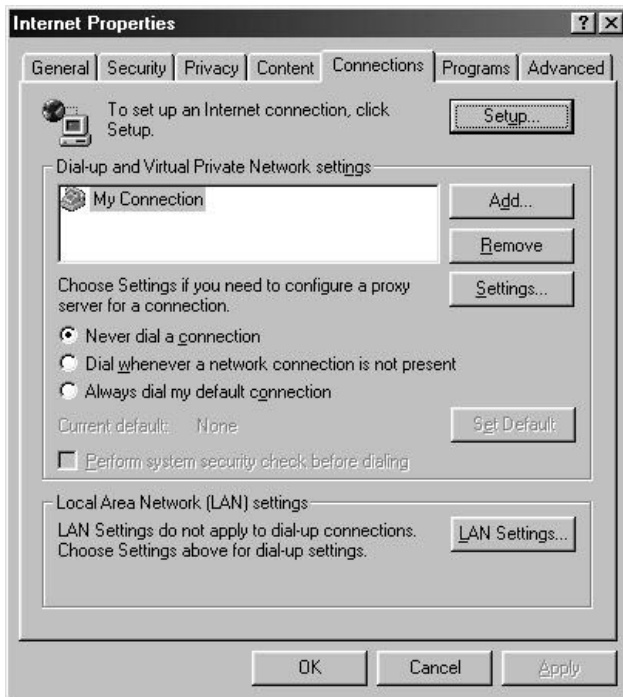 Internet Properties
General Security Privacy Content Connections Programs Advanced
To set up an Internet connection, click
Setup.
Setup...
Dial-up and Virtual Private Network settings
My Connection
Add...
Remove
Choose Settings if you need to configure a proxy
server for a connection.
Settings...
Never dial a connection
Dial whenever a network connection is not present
Always dial my default connection
Current default: None
Set Default
Perform system security check before dialing
Local Area Network (LAN) settings
LAN Settings do not apply to dial-up connections.
Choose Settings above for dial-up settings.
LAN Settings...
OK Cancel Apply